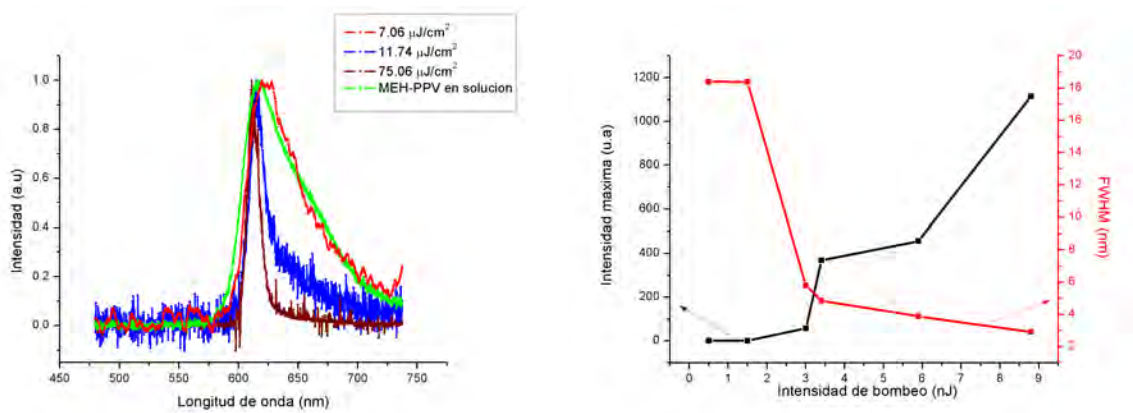 7.06 μJ/cm²
11.74 μJ/cm²
75.06 μJ/cm²
MEH-PPV en solucion
Intensidad (a.u)
1.0
0.8
0.6
0.4
0.2
0.0
450 500 550 600 650 700 750
Longitud de onda (nm)
Intensidad maxima (u.a)
1200
1000
800
600
400
200
0
0 1 2 3 4 5 6 7 8 9
Intensidad de bombeo (nJ)
20
18
16
14
12
10
8
6
4
2
FWHM (nm)